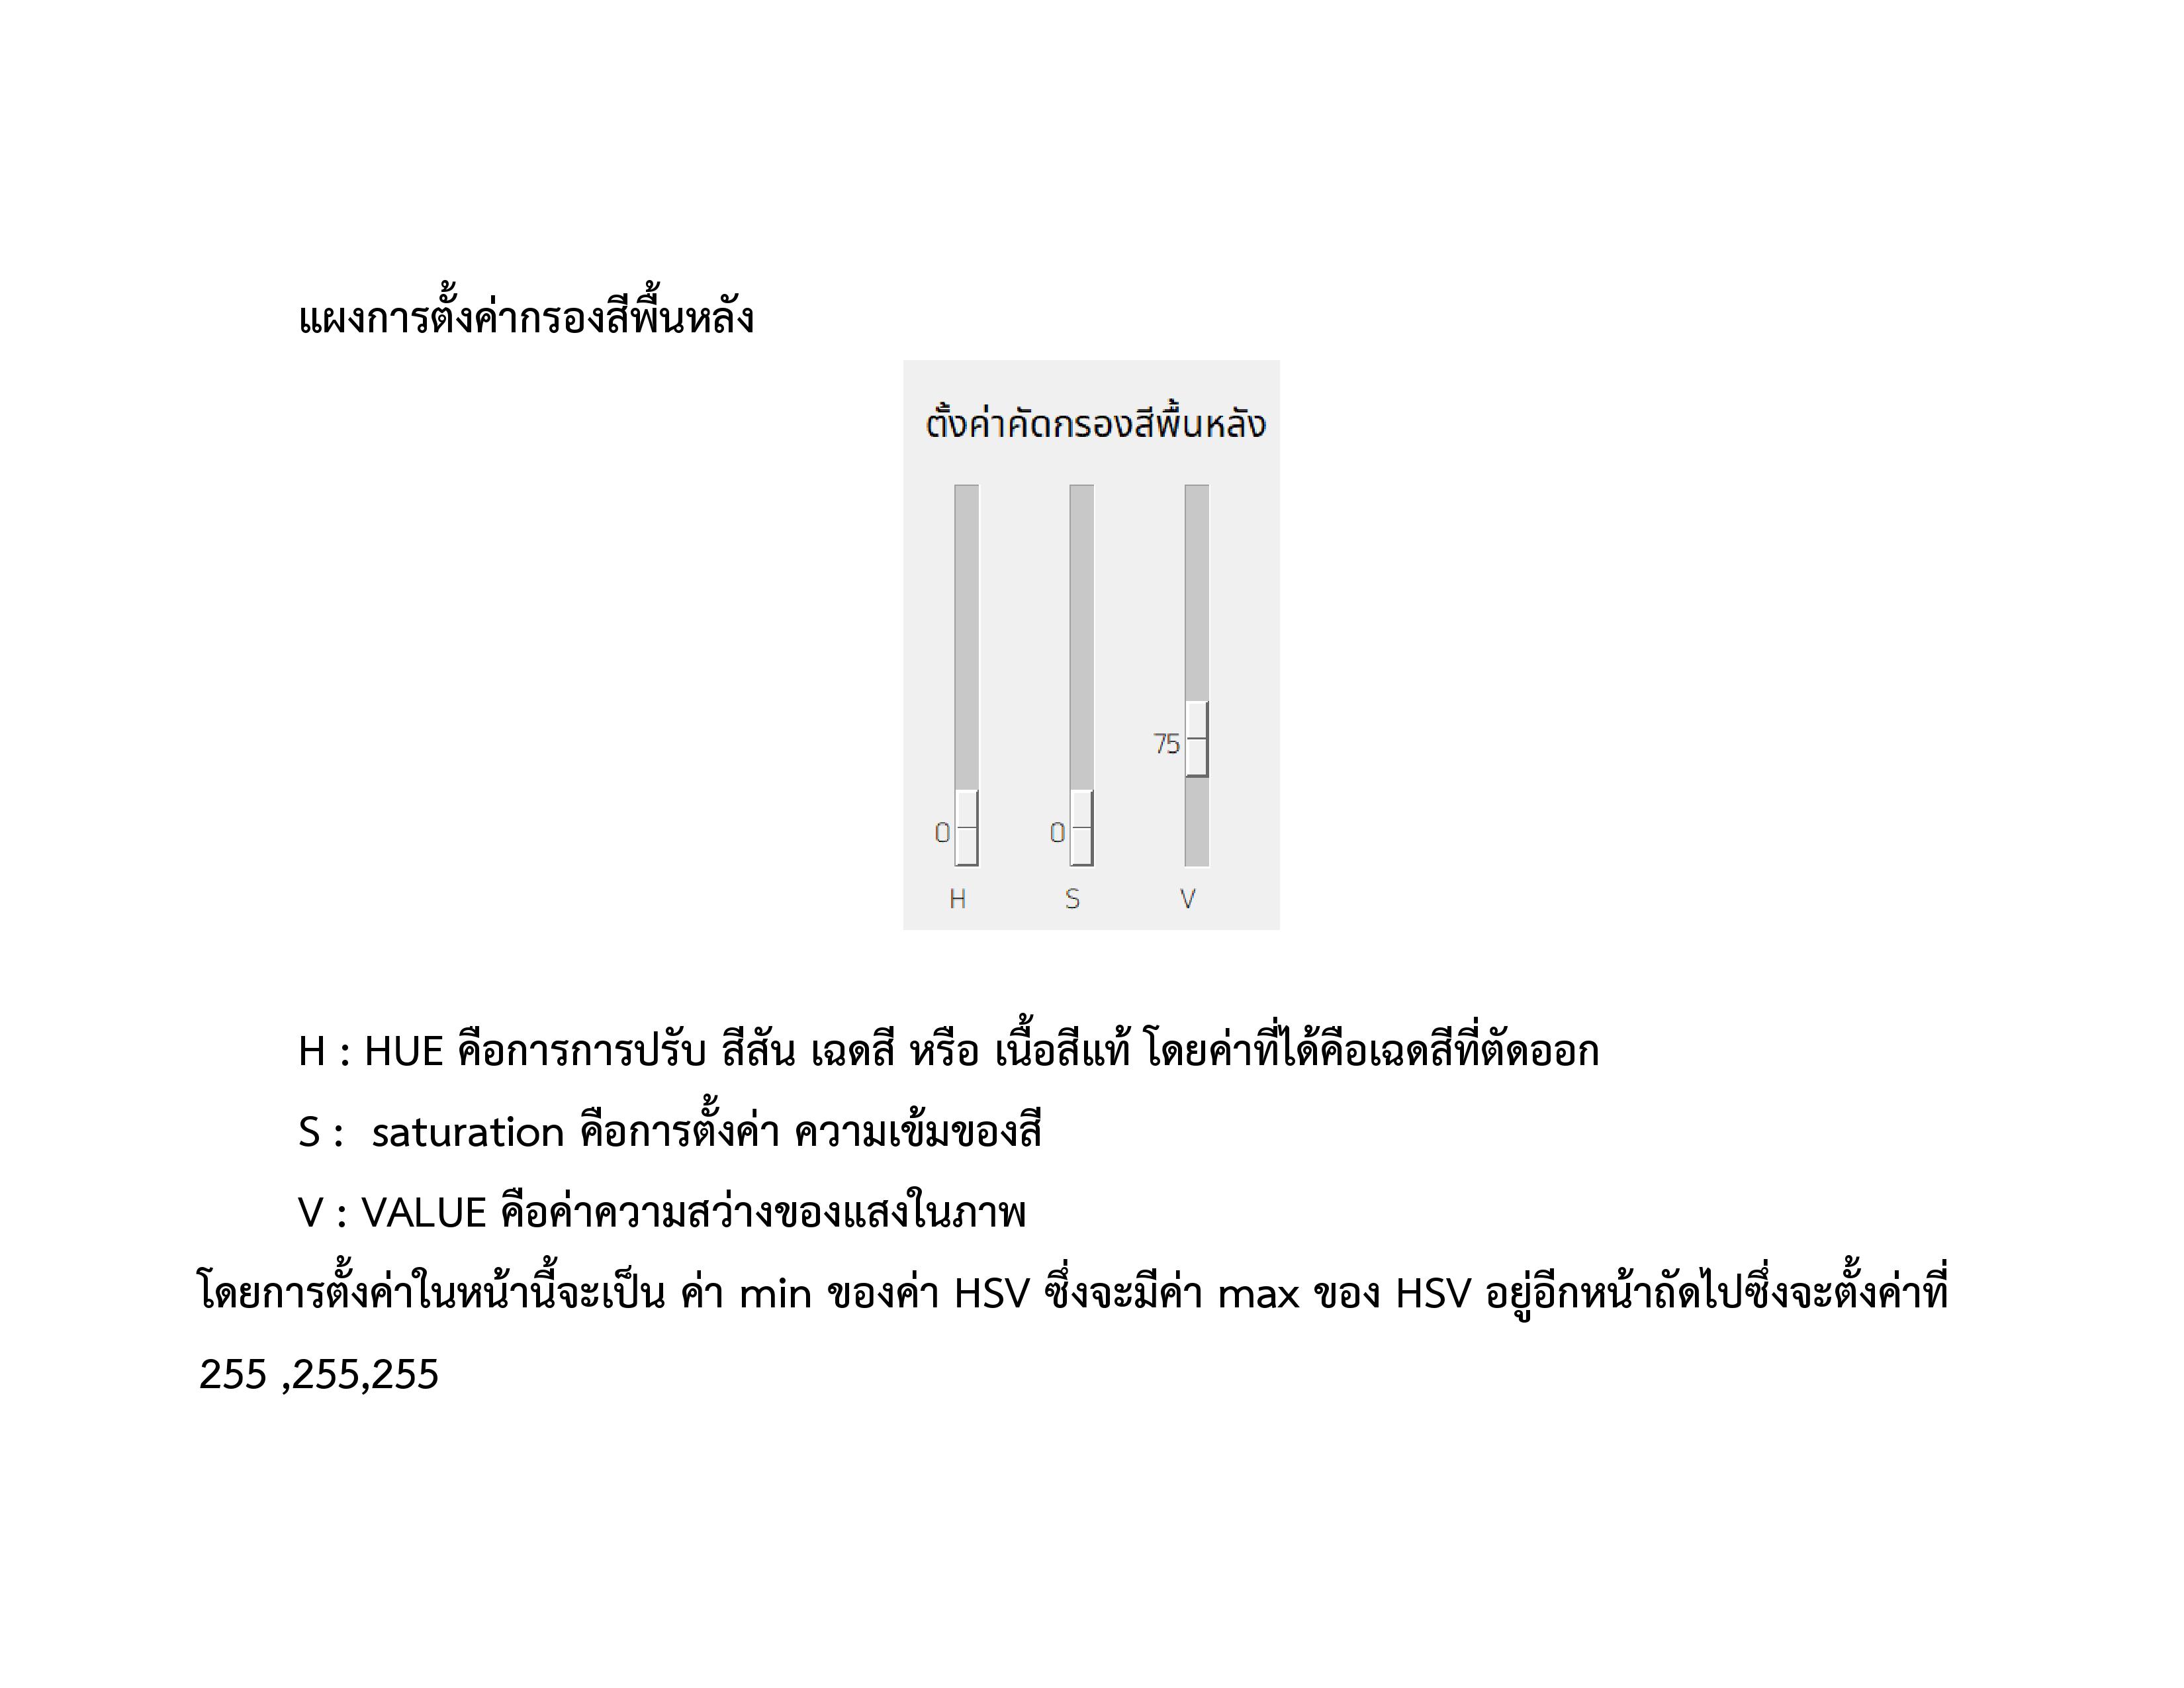 แผงการตั้งค่ากรองสีพื้นหลัง
ตั้งค่าคัดกรองสีพื้นหลัง
75
0 0
H S V
H : HUE คือการการปรับ สีสัน เฉดสี หรือ เนื้อสีแท้ โดยค่าที่ได้คือเฉดสีที่ตัดออก
S :  saturation คือการตั้งค่า ความเข้มของสี
V : VALUE คือค่าความสว่างของแสงในภาพ
โดยการตั้งค่าในหน้านี้จะเป็น ค่า min ของค่า HSV ซึ่งจะมีค่า max ของ HSV อยู่อีกหน้าถัดไปซึ่งจะตั้งค่าที่
255 ,255,255